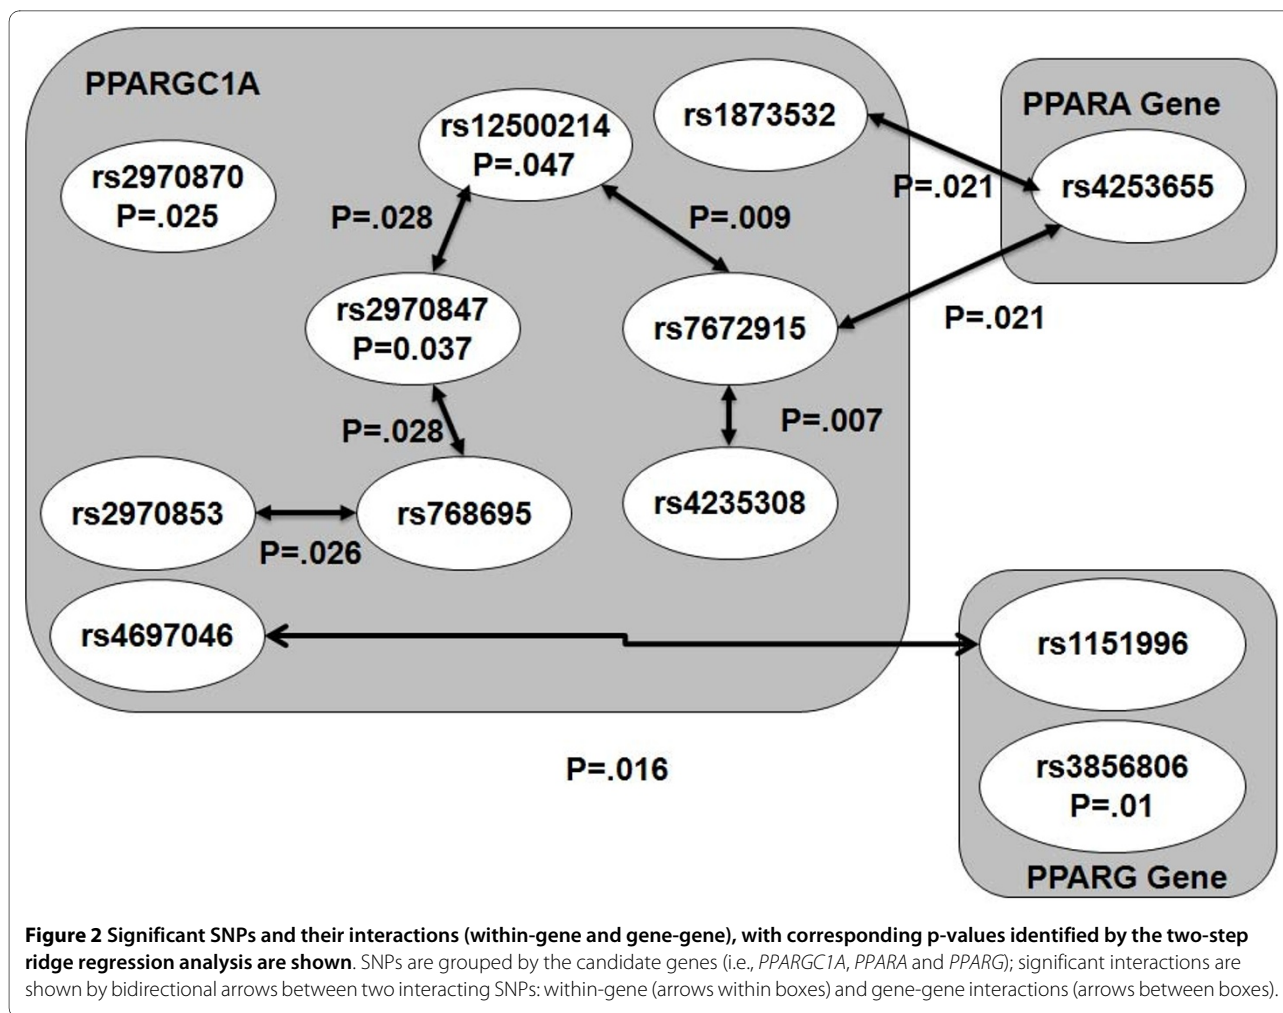 PPARGC1A
rs2970870
P=.025
rs12500214
P=.047
rs1873532
PPARA Gene
rs4253655
P=.021
P=.028
P=.009
rs2970847
P=0.037
rs7672915
P=.021
P=.028
P=.007
rs2970853
rs768695
rs4235308
P=.026
rs4697046
rs1151996
P=.016
rs3856806
P=.01
PPARG Gene
Figure 2 Significant SNPs and their interactions (within-gene and gene-gene), with corresponding p-values identified by the two-step
ridge regression analysis are shown. SNPs are grouped by the candidate genes (i.e., PPARGC1A, PPARA and PPARG); significant interactions are
shown by bidirectional arrows between two interacting SNPs: within-gene (arrows within boxes) and gene-gene interactions (arrows between boxes).